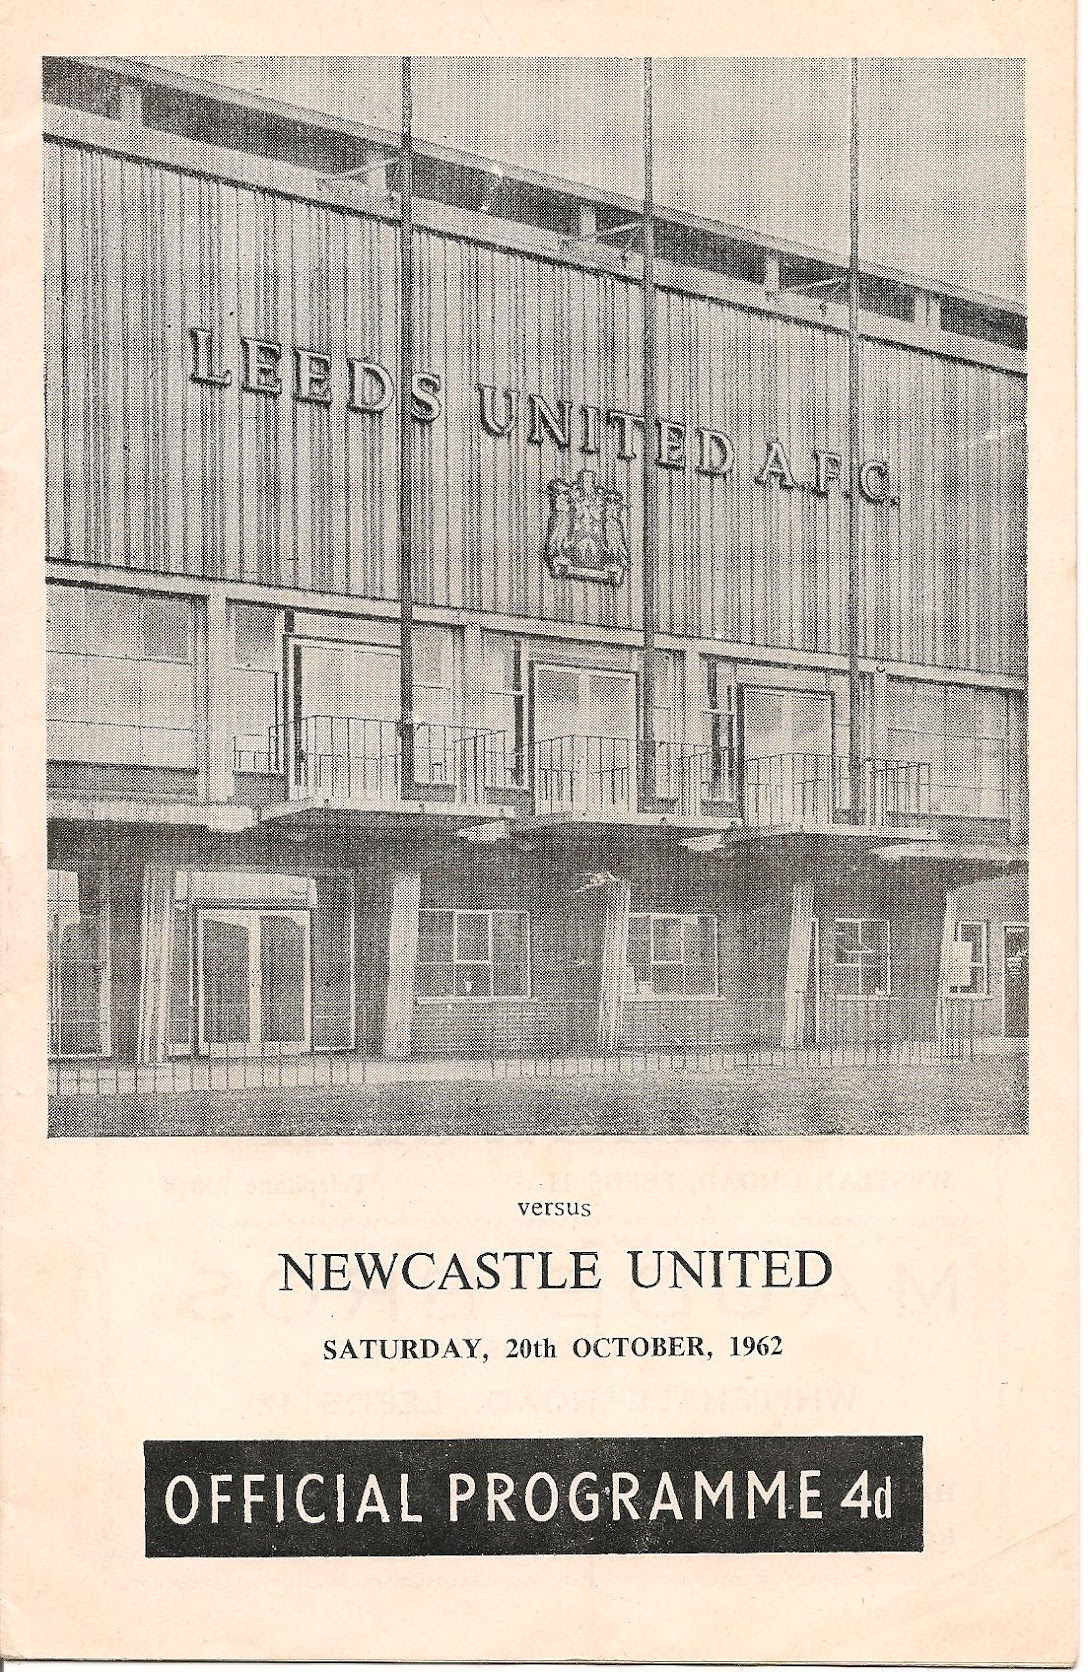 LEEDS UNITED A.F.C.
versus
NEWCASTLE UNITED
SATURDAY, 20th OCTOBER, 1962
OFFICIAL PROGRAMME 4d